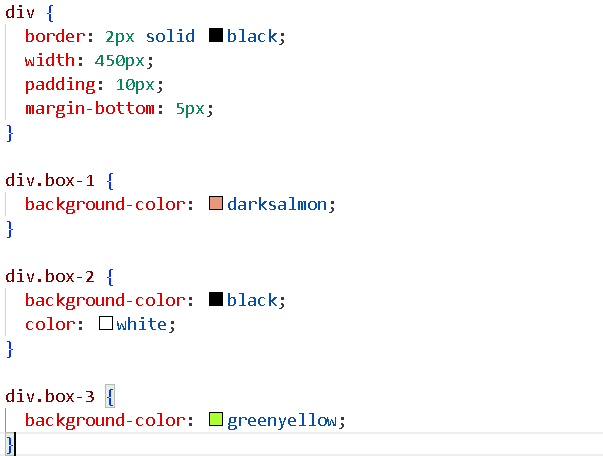 div {
  border: 2px solid black;
  width: 450px;
  padding: 10px;
  margin-bottom: 5px;
}

div.box-1 {
  background-color: darksalmon;
}

div.box-2 {
  background-color: black;
  color: white;
}

div.box-3 {
  background-color: greenyellow;
}